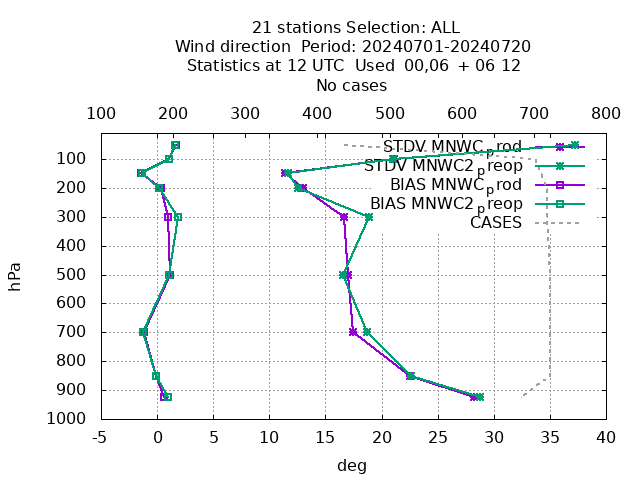 21 stations Selection: ALL
Wind direction  Period: 20240701-20240720
Statistics at 12 UTC  Used  00,06  + 06 12
No cases
100 200 300 400 500 600 700 800
STDV MNWC_prod
STDV MNWC2_preop
BIAS MNWC_prod
BIAS MNWC2_preop
CASES
hPa
100
200
300
400
500
600
700
800
900
1000
-5 0 5 10 15 20 25 30 35 40
deg